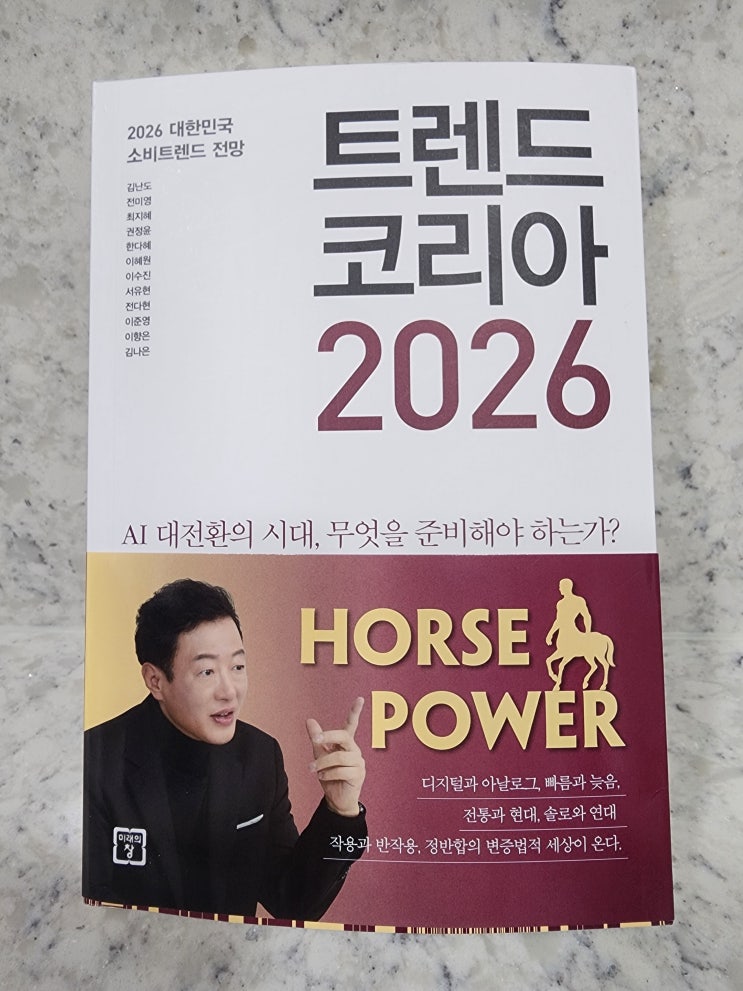 2026 대한민국
소비트렌드 전망
김난도
전미영
최지혜
권정윤
한다혜
이혜원
이수진
서유현
전다현
이준영
이향은
김나은
트렌드
코리아
2026
AI 대전환의 시대, 무엇을 준비해야 하는가?
HORSE
POWER
디지털과 아날로그, 빠름과 늦음,
전통과 현대, 솔로와 연대
작용과 반작용, 정반합의 변증법적 세상이 온다.
미래의
창